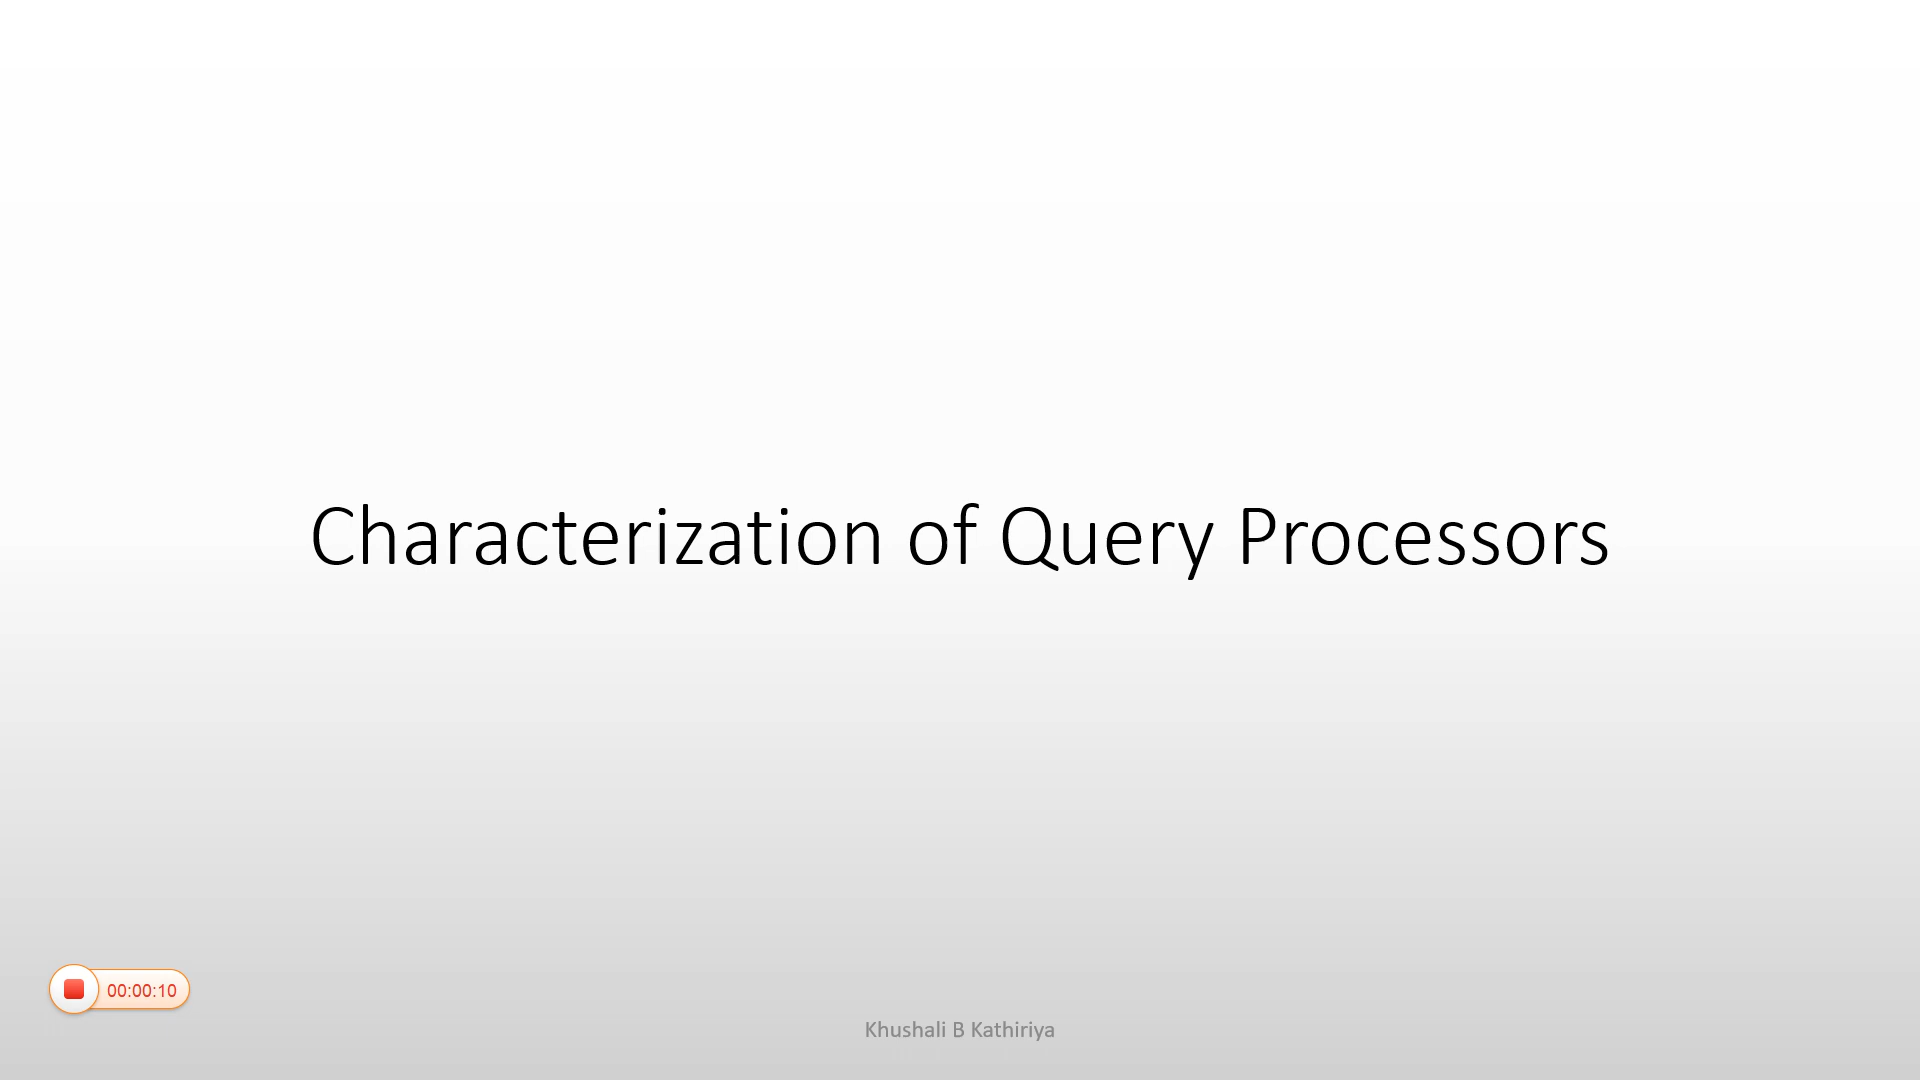 Characterization of Query Processors
00:00:10
Khushali B Kathiriya